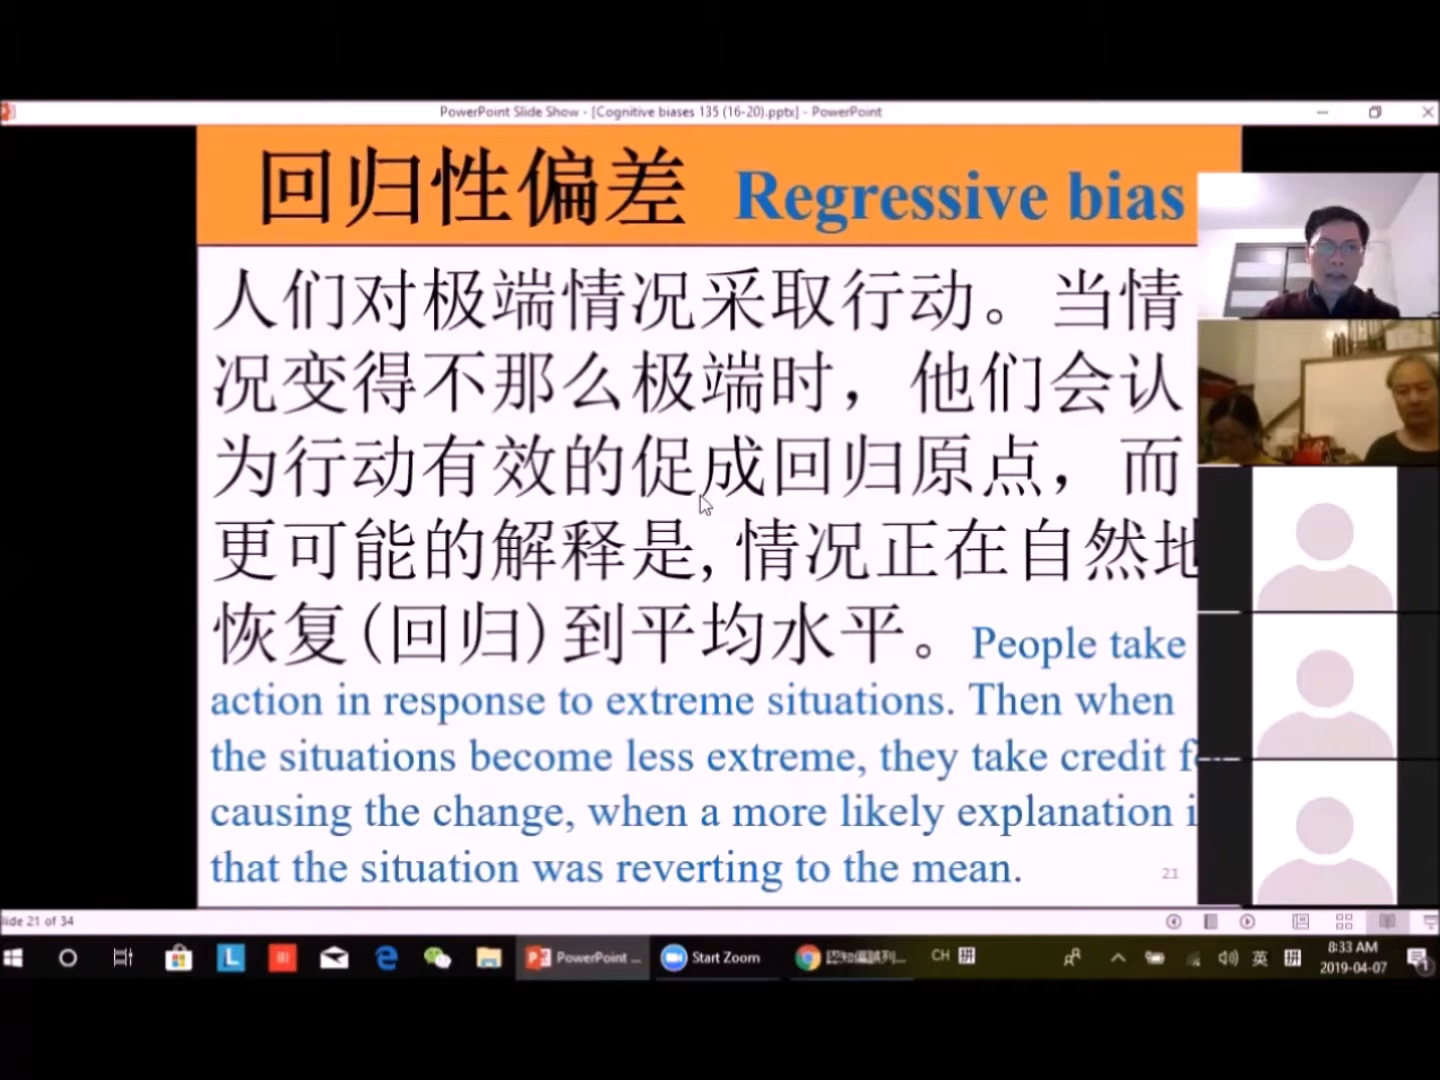 PowerPoint Slide Show - [Cognitive biases 135 (16-20).pptx] - PowerPoint
回归性偏差 Regressive bias
人们对极端情况采取行动。当情
况变得不那么极端时，他们会认
为行动有效的促成回归原点，而
更可能的解释是,情况正在自然地
恢复(回归)到平均水平。People take
action in response to extreme situations. Then when
the situations become less extreme, they take credit f
causing the change, when a more likely explanation i
that the situation was reverting to the mean.
21
lide 21 of 34
PowerPoint ...
Start Zoom
CH 拼
英 拼
8:33 AM
2019-04-07